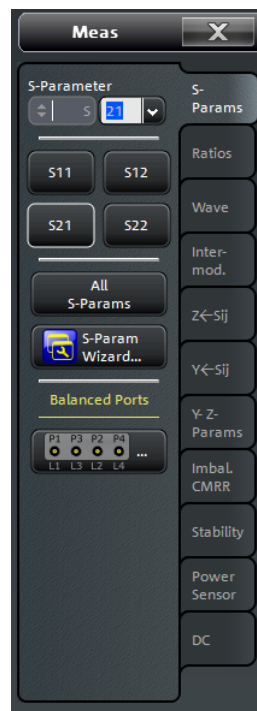 Meas
X
S-Parameter
S 21
S11 S12
S21 S22
All
S-Params
S-Param
Wizard...
Balanced Ports
P1 P3 P2 P4
...
L1 L3 L2 L4
S-
Params
Ratios
Wave
Inter-
mod.
Z←Sij
Y←Sij
Y- Z-
Params
Imbal.
CMRR
Stability
Power
Sensor
DC